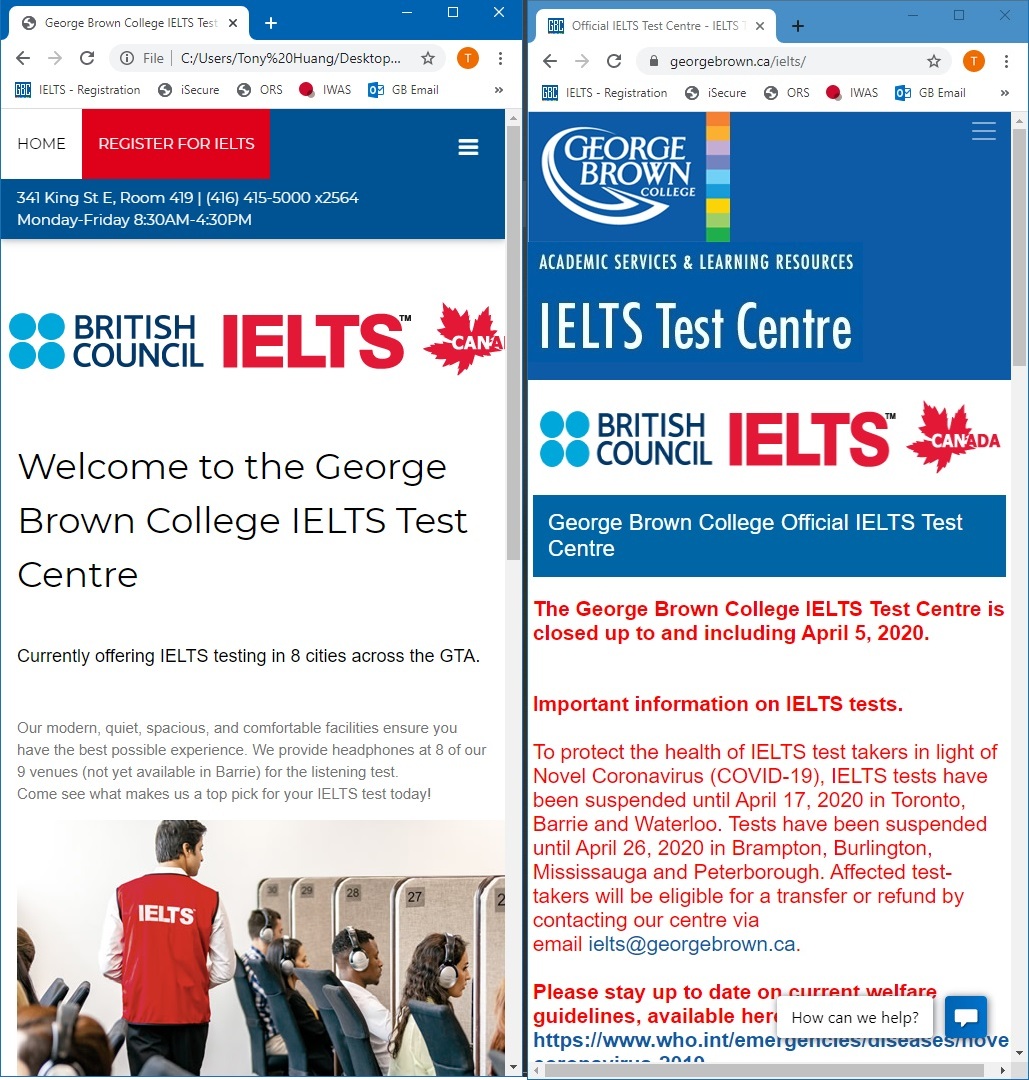 George Brown College IELTS Test
File
C:/Users/Tony%20Huang/Desktop...
T
IELTS - Registration
iSecure
ORS
IWAS
GB Email
HOME
REGISTER FOR IELTS
341 King St E, Room 419 | (416) 415-5000 x2564
Monday-Friday 8:30AM-4:30PM
BRITISH
COUNCIL
IELTS™
CANA
Welcome to the George
Brown College IELTS Test
Centre
Currently offering IELTS testing in 8 cities across the GTA.
Our modern, quiet, spacious, and comfortable facilities ensure you
have the best possible experience. We provide headphones at 8 of our
9 venues (not yet available in Barrie) for the listening test.
Come see what makes us a top pick for your IELTS test today!
IELTS
30
29
28
27
2
GBC
Official IELTS Test Centre - IELTS T
georgebrown.ca/ielts/
T
IELTS - Registration
iSecure
ORS
IWAS
GB Email
GEORGE
BROWN
COLLEGE
ACADEMIC SERVICES & LEARNING RESOURCES
IELTS Test Centre
BRITISH
COUNCIL
IELTS™
CANADA
George Brown College Official IELTS Test
Centre
The George Brown College IELTS Test Centre is
closed up to and including April 5, 2020.
Important information on IELTS tests.
To protect the health of IELTS test takers in light of
Novel Coronavirus (COVID-19), IELTS tests have
been suspended until April 17, 2020 in Toronto,
Barrie and Waterloo. Tests have been suspended
until April 26, 2020 in Brampton, Burlington,
Mississauga and Peterborough. Affected test-
takers will be eligible for a transfer or refund by
contacting our centre via
email ielts@georgebrown.ca.
Please stay up to date on current welfare
guidelines, available here
https://www.who.int/emergencies/diseases/nove
coronavirus-2019
How can we help?